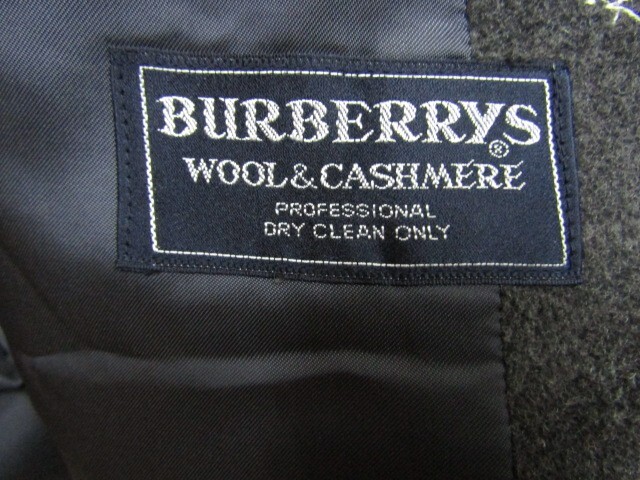 BURBERRYS
®
WOOL&CASHMERE
PROFESSIONAL
DRY CLEAN ONLY